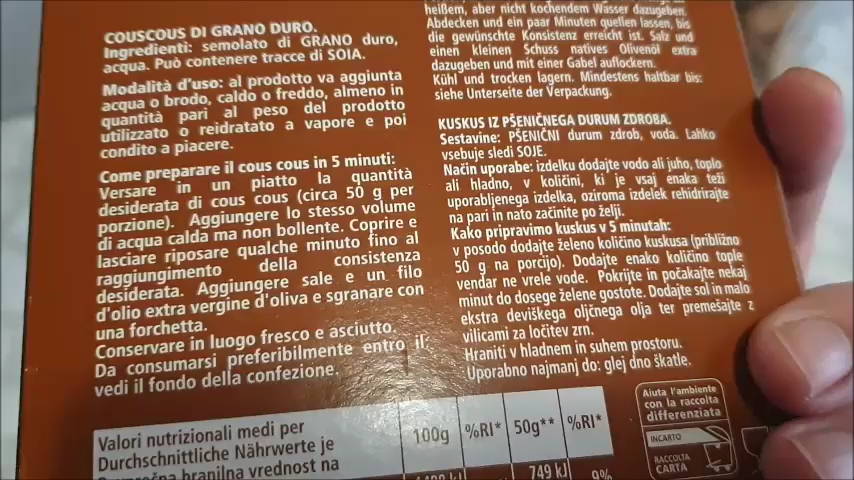 COUSCOUS DI GRANO DURO.
Ingredienti: semolato di GRANO duro,
acqua. Può contenere tracce di SOIA.
Modalità d'uso: al prodotto va aggiunta
acqua o brodo, caldo o freddo, almeno in
quantità pari al peso del prodotto
utilizzato o reidratato a vapore e poi
condito a piacere.
Come preparare il cous cous in 5 minuti:
Versare in un piatto la quantità
desiderata di cous cous (circa 50 g per
porzione). Aggiungere lo stesso volume
di acqua calda ma non bollente. Coprire e
lasciare riposare qualche minuto fino al
raggiungimento della consistenza
desiderata. Aggiungere sale e un filo
d'olio extra vergine d'oliva e sgranare con
una forchetta.
Conservare in luogo fresco e asciutto.
Da consumarsi preferibilmente entro il:
vedi il fondo della confezione.
heißem, aber nicht kochendem Wasser dazugeben.
Abdecken und ein paar Minuten quellen lassen, bis
die gewünschte Konsistenz erreicht ist. Salz und
einen kleinen Schuss natives Olivenöl extra
dazugeben und mit einer Gabel auflockern.
Kühl und trocken lagern. Mindestens haltbar bis:
siehe Unterseite der Verpackung.
KUSKUS IZ PŠENIČNEGA DURUM ZDROBA.
Sestavine: PŠENIČNI durum zdrob, voda. Lahko
vsebuje sledi SOJE.
Način uporabe: izdelku dodajte vodo ali juho, toplo
ali hladno, v količini, ki je vsaj enaka teži
uporabljenega izdelka, oziroma izdelek rehidrirajte
na pari in nato začinite po želji.
Kako pripravimo kuskus v 5 minutah:
v posodo dodajte želeno količino kuskusa (približno
50 g na porcijo). Dodajte enako količino tople
vendar ne vrele vode. Pokrijte in počakajte nekaj
minut do dosege želene gostote. Dodajte sol in malo
ekstra deviškega oljčnega olja ter premešajte z
vilicami za ločitev zrn.
Hraniti v hladnem in suhem prostoru.
Uporabno najmanj do: glej dno škatle.
Valori nutrizionali medi per
Durchschnittliche Nährwerte je
hranilna vrednost na
100g %RI* 50g** %RI*
749 kJ 9%
Aiuta l'ambiente
con la raccolta
differenziata
INCARTO
RACCOLTA
CARTA